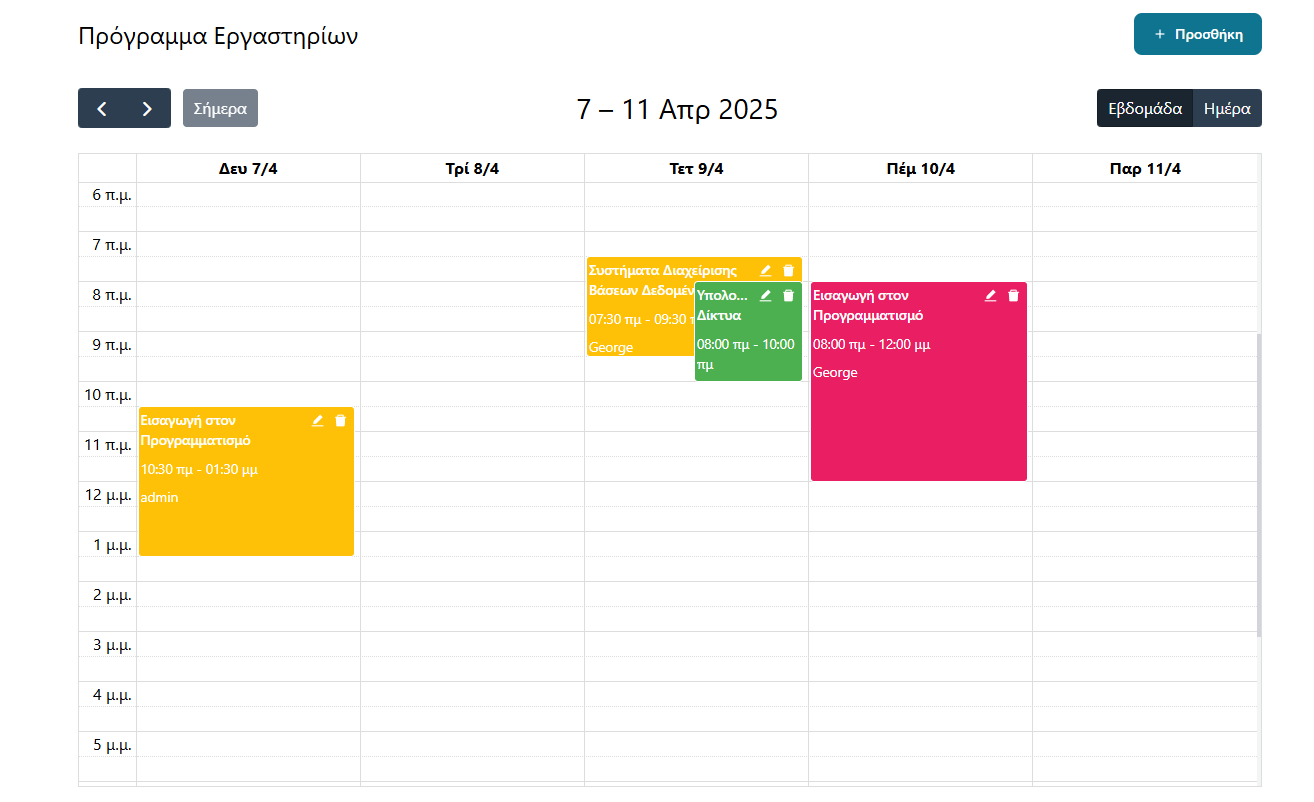 Πρόγραμμα Εργαστηρίων
+ Προσθήκη
Σήμερα
7 – 11 Απρ 2025
Εβδομάδα Ημέρα
Δευ 7/4 Τρί 8/4 Τετ 9/4 Πέμ 10/4 Παρ 11/4
6 π.μ.
7 π.μ.
8 π.μ.
9 π.μ.
10 π.μ.
11 π.μ.
12 μ.μ.
1 μ.μ.
2 μ.μ.
3 μ.μ.
4 μ.μ.
5 μ.μ.
Εισαγωγή στον
Προγραμματισμό
10:30 πμ - 01:30 μμ
admin
Συστήματα Διαχείρισης
Βάσεων Δεδομέν
07:30 πμ - 09:30 π
George
Υπολο...
Δίκτυα
08:00 πμ - 10:00
πμ
Εισαγωγή στον
Προγραμματισμό
08:00 πμ - 12:00 μμ
George